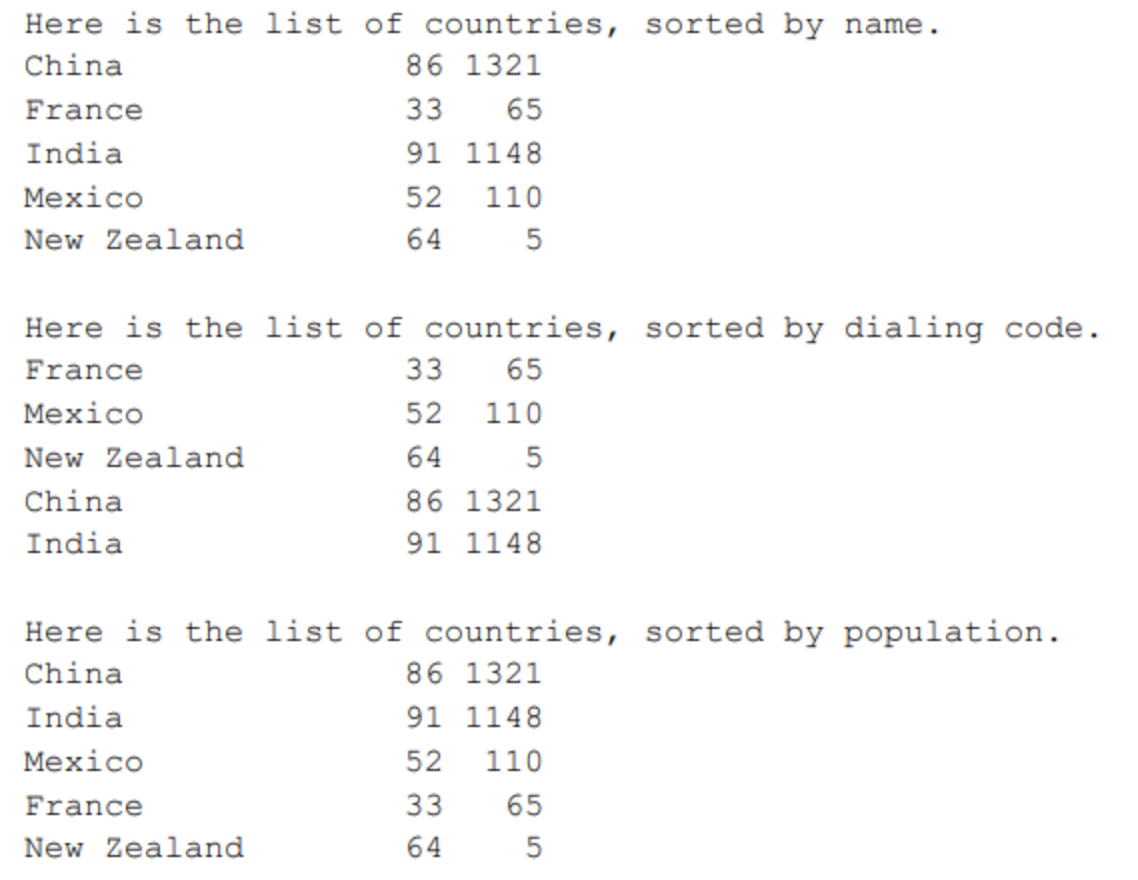 Here is the list of countries, sorted by name.
China              86 1321
France             33   65
India              91 1148
Mexico             52  110
New Zealand        64    5

Here is the list of countries, sorted by dialing code.
France             33   65
Mexico             52  110
New Zealand        64    5
China              86 1321
India              91 1148

Here is the list of countries, sorted by population.
China              86 1321
India              91 1148
Mexico             52  110
France             33   65
New Zealand        64    5